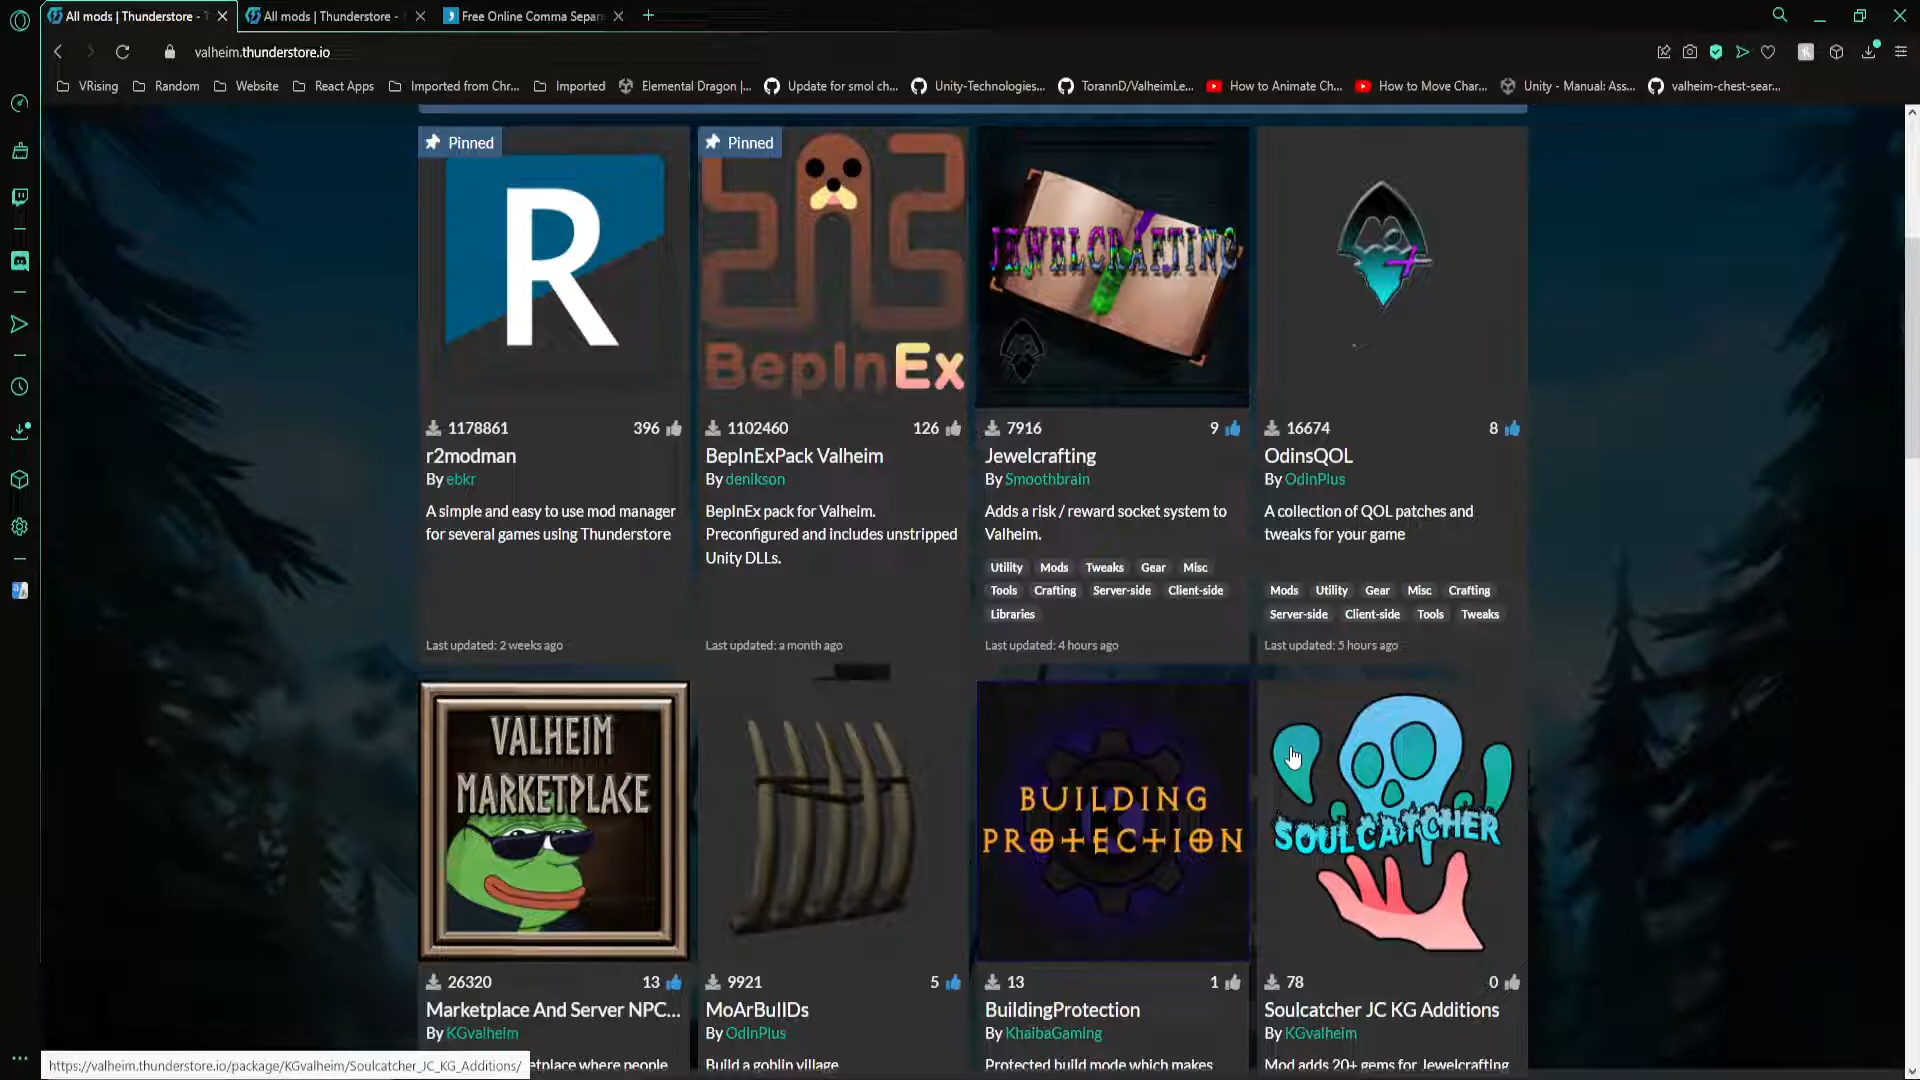 All mods | Thunderstore - T
All mods | Thunderstore -
Free Online Comma Separ
valheim.thunderstore.io
VRising
Random
Website
React Apps
Imported from Chr...
Imported
Elemental Dragon |...
Update for smol ch...
Unity-Technologies...
TorannD/ValheimLe...
How to Animate Ch...
How to Move Char...
Unity - Manual: Ass...
valheim-chest-sear...
Pinned
Pinned
R
BepInEx
JEWELCRAFTING
1178861 396
1102460 126
7916 9
16674 8
r2modman
BepInExPack Valheim
Jewelcrafting
OdinsQOL
By ebkr
By denikson
By Smoothbrain
By OdinPlus
A simple and easy to use mod manager
for several games using Thunderstore
BepInEx pack for Valheim.
Preconfigured and includes unstripped
Unity DLLs.
Adds a risk / reward socket system to
Valheim.
A collection of QOL patches and
tweaks for your game
Utility Mods Tweaks Gear Misc
Tools Crafting Server-side Client-side
Libraries
Mods Utility Gear Misc Crafting
Server-side Client-side Tools Tweaks
Last updated: 2 weeks ago
Last updated: a month ago
Last updated: 4 hours ago
Last updated: 5 hours ago
VALHEIM
MARKETPLACE
BUILDING
PROTECTION
SOULCATCHER
26320 13
9921 5
13 1
78 0
Marketplace And Server NPC...
MoArBuIlDs
BuildingProtection
Soulcatcher JC KG Additions
By KGvalheim
By OdinPlus
By KhaibaGaming
By KGvalheim
etplace where people
Build a goblin village
Protected build mode which makes
Mod adds 20+ gems for Jewelcrafting
https://valheim.thunderstore.io/package/KGvalheim/Soulcatcher_JC_KG_Additions/